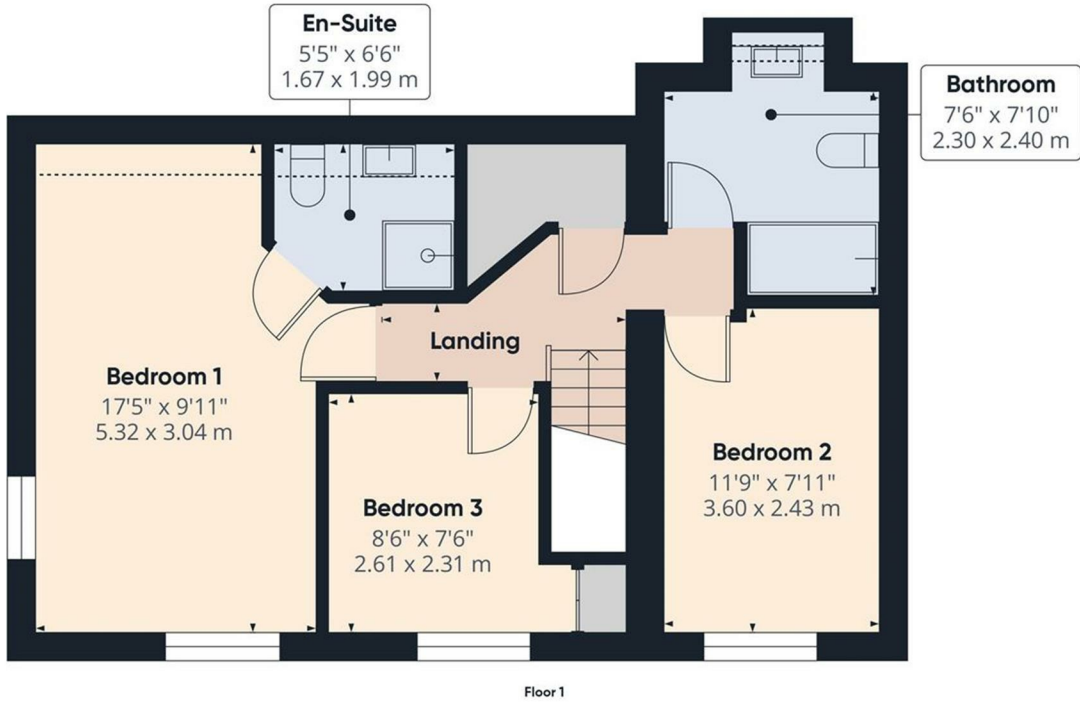 En-Suite
5'5" x 6'6"
1.67 x 1.99 m
Bathroom
7'6" x 7'10"
2.30 x 2.40 m
Landing
Bedroom 1
17'5" x 9'11"
5.32 x 3.04 m
Bedroom 2
11'9" x 7'11"
3.60 x 2.43 m
Bedroom 3
8'6" x 7'6"
2.61 x 2.31 m
Floor 1